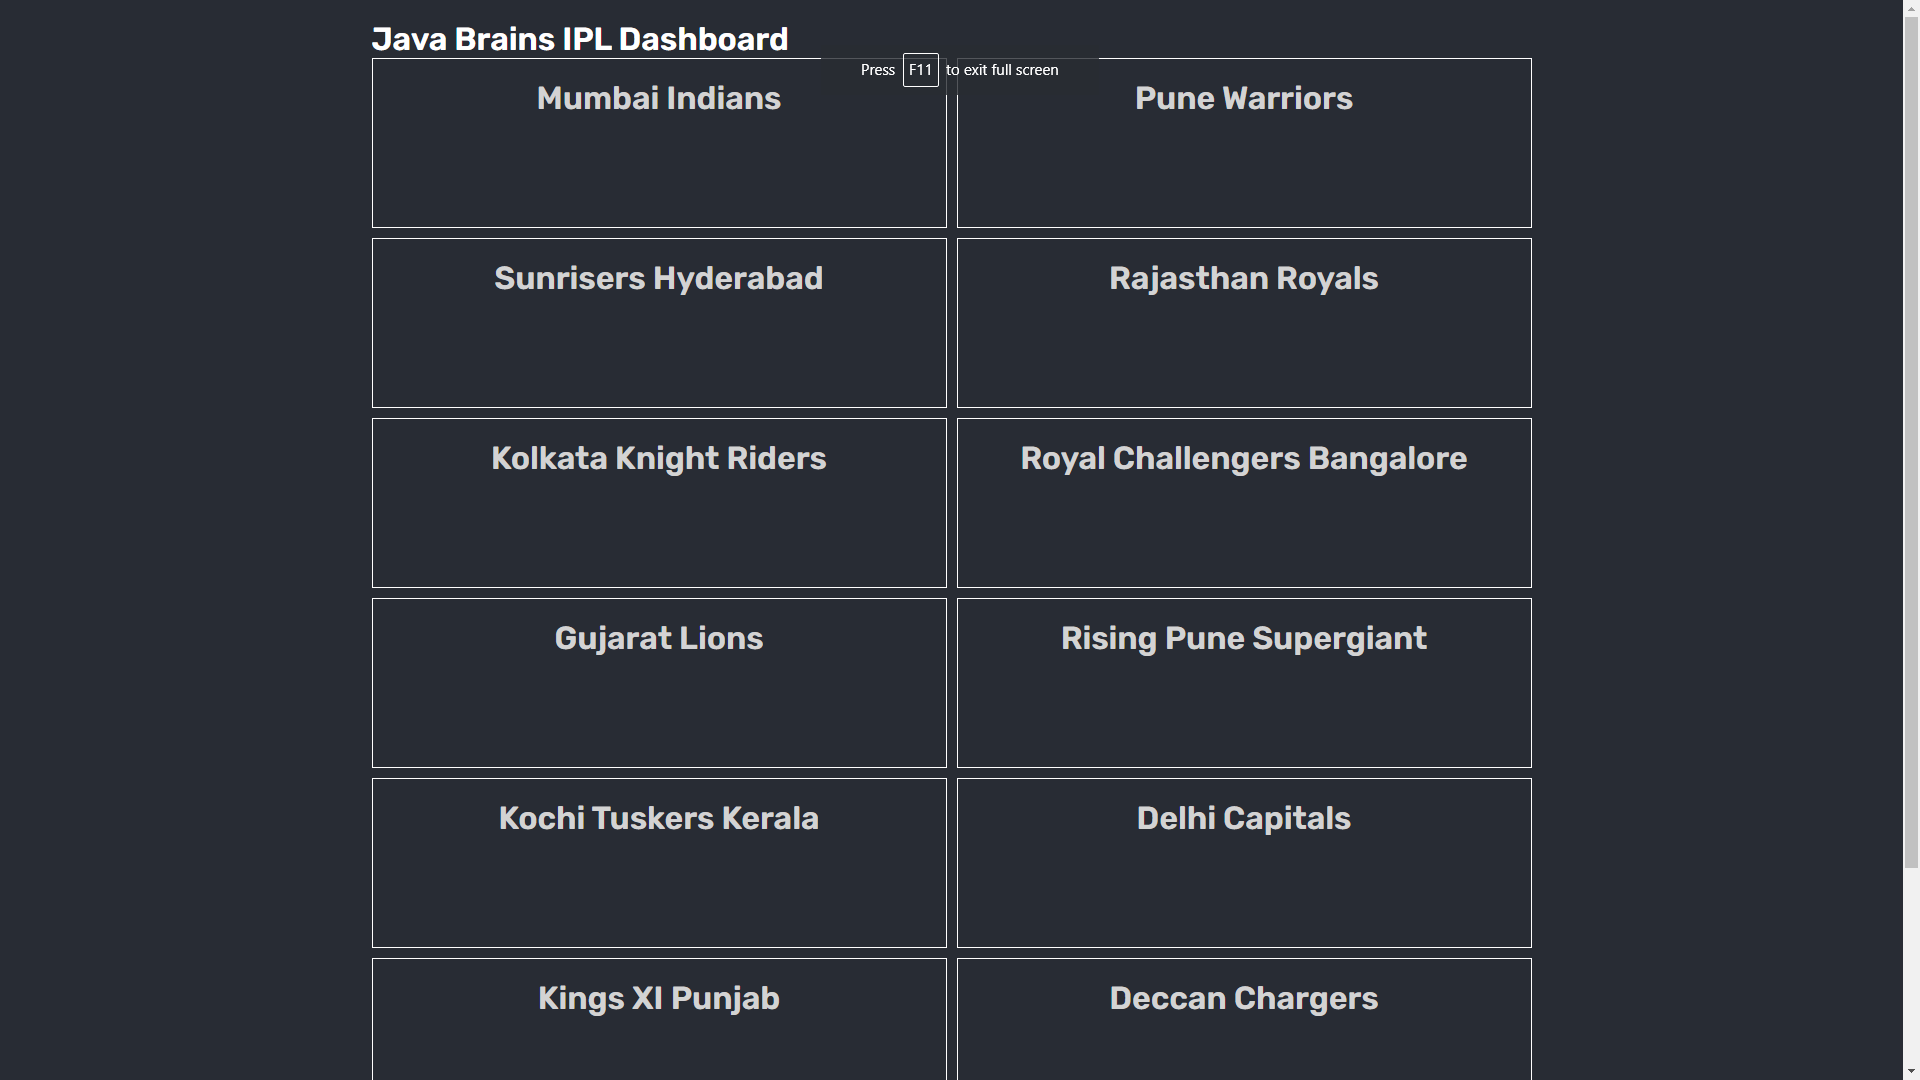 Java Brains IPL Dashboard
Press F11 to exit full screen
Mumbai Indians
Pune Warriors
Sunrisers Hyderabad
Rajasthan Royals
Kolkata Knight Riders
Royal Challengers Bangalore
Gujarat Lions
Rising Pune Supergiant
Kochi Tuskers Kerala
Delhi Capitals
Kings XI Punjab
Deccan Chargers